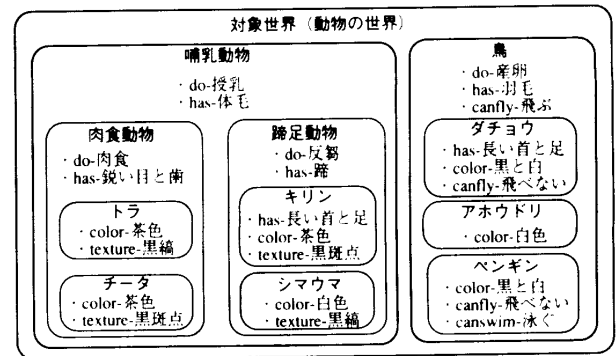 対象世界（動物の世界）
哺乳動物
・do-授乳
・has-体毛
肉食動物
・do-肉食
・has-鋭い目と歯
トラ
・color-茶色
・texture-黒縞
チータ
・color-茶色
・texture-黒斑点
蹄足動物
・do-反芻
・has-蹄
キリン
・has-長い首と足
・color-茶色
・texture-黒斑点
シマウマ
・color-白色
・texture-黒縞
鳥
・do-産卵
・has-羽毛
・canfly-飛ぶ
ダチョウ
・has-長い首と足
・color-黒と白
・canfly-飛べない
アホウドリ
・color-白色
ペンギン
・color-黒と白
・canfly-飛べない
・canswim-泳ぐ